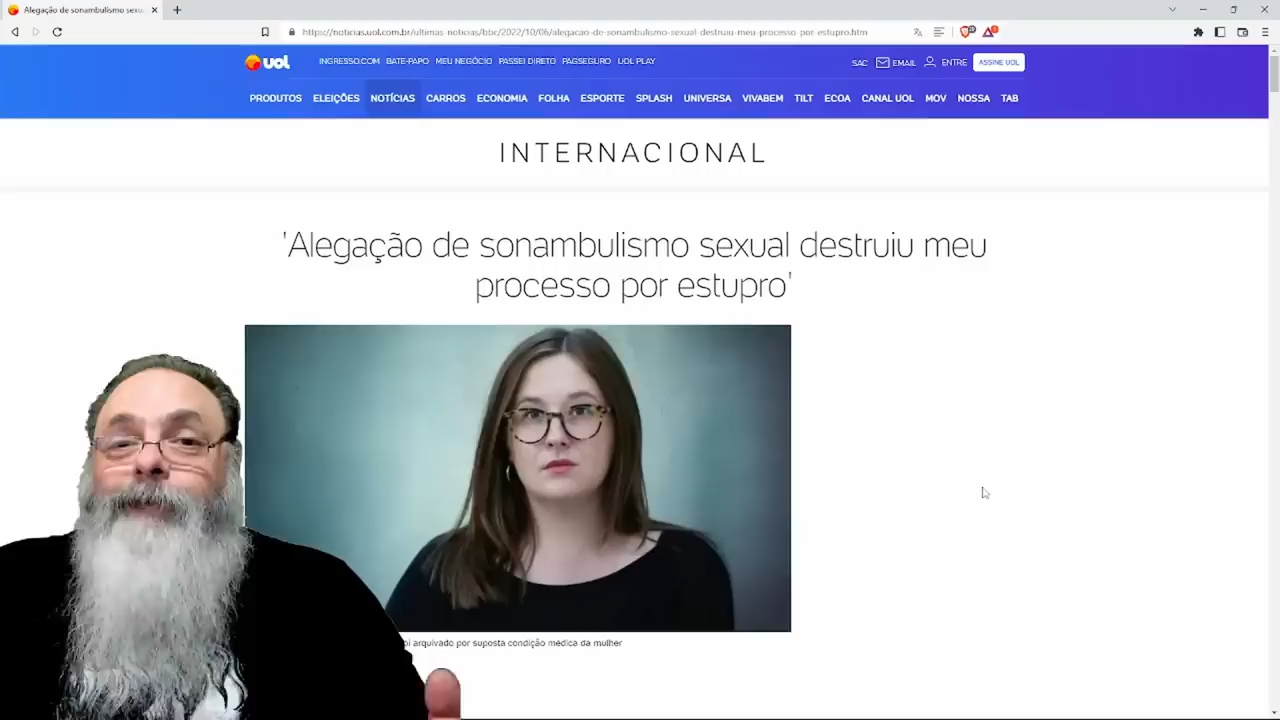 Alegação de sonambulismo sexu
https://noticias.uol.com.br/ultimas-noticias/bbc/2022/10/06/alegacao-de-sonambulismo-sexual-destruiu-meu-processo-por-estupro.htm
UOL INGRESSO.COM BATE-PAPO MEU NEGÓCIO PASSEI DIRETO PAGSEGURO UOL PLAY SAC EMAIL ENTRE ASSINE UOL
PRODUTOS ELEIÇÕES NOTÍCIAS CARROS ECONOMIA FOLHA ESPORTE SPLASH UNIVERSA VIVABEM TILT ECOA CANAL UOL MOV NOSSA TAB
INTERNACIONAL
'Alegação de sonambulismo sexual destruiu meu
processo por estupro'
arquivado por suposta condição médica da mulher